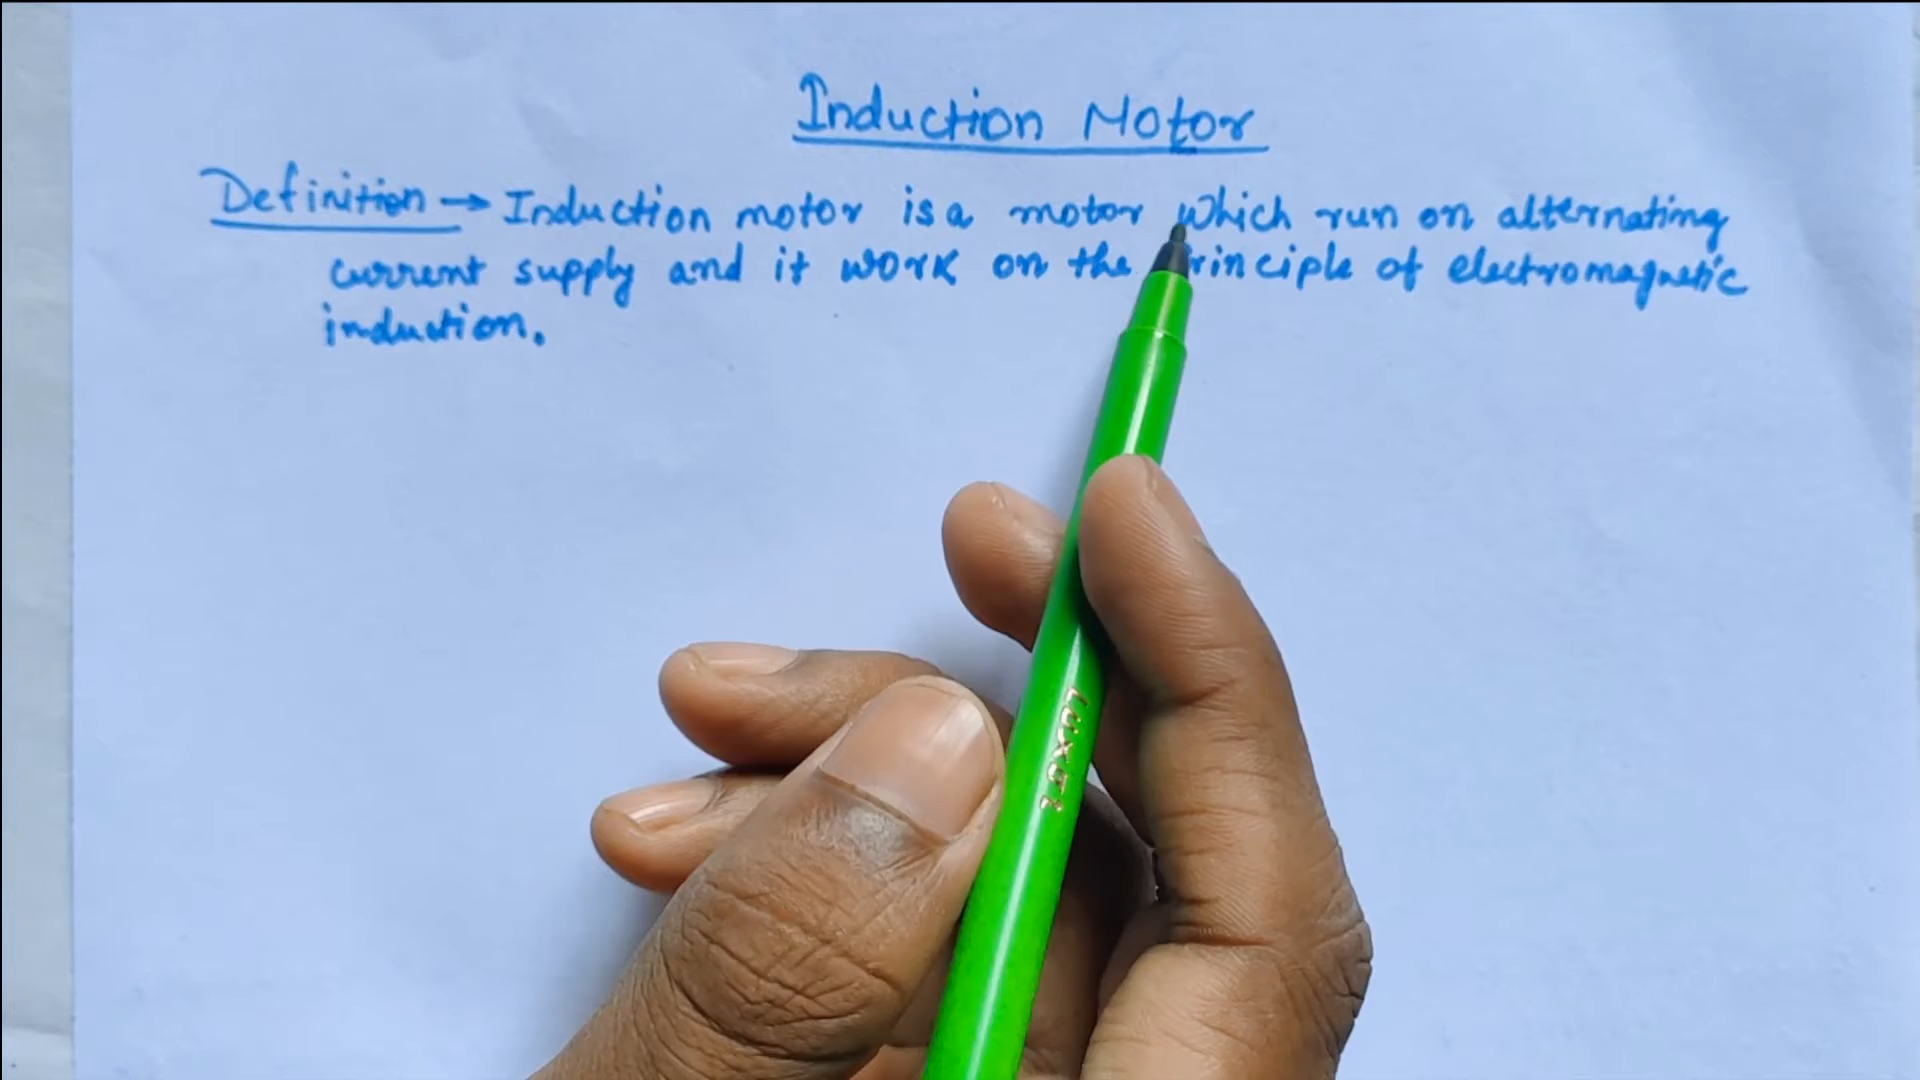 Induction Motor
Definition → Induction motor is a motor which run on alternating
current supply and it work on the principle of electromagnetic
induction.
LUXOR